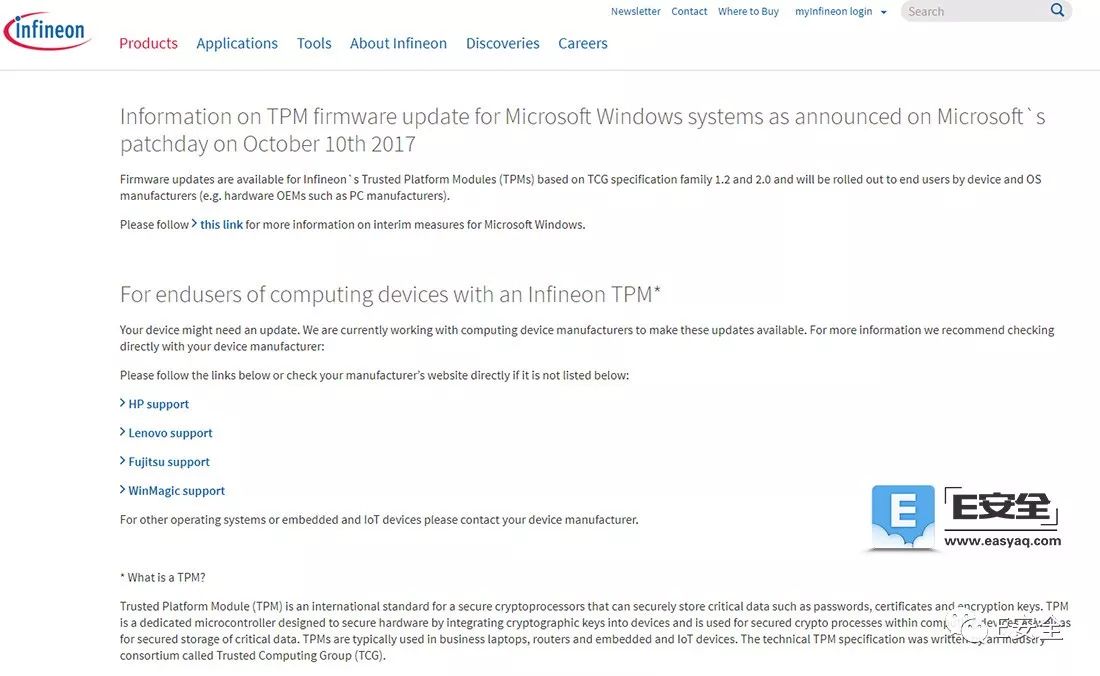 infineon
Newsletter Contact Where to Buy myInfineon login Search
Products Applications Tools About Infineon Discoveries Careers
Information on TPM firmware update for Microsoft Windows systems as announced on Microsoft`s
patchday on October 10th 2017
Firmware updates are available for Infineon`s Trusted Platform Modules (TPMs) based on TCG specification family 1.2 and 2.0 and will be rolled out to end users by device and OS
manufacturers (e.g. hardware OEMs such as PC manufacturers).
Please follow > this link for more information on interim measures for Microsoft Windows.
For endusers of computing devices with an Infineon TPM*
Your device might need an update. We are currently working with computing device manufacturers to make these updates available. For more information we recommend checking
directly with your device manufacturer:
Please follow the links below or check your manufacturer's website directly if it is not listed below:
> HP support
> Lenovo support
> Fujitsu support
> WinMagic support
For other operating systems or embedded and IoT devices please contact your device manufacturer.
E
E安全
www.easyaq.com
* What is a TPM?
Trusted Platform Module (TPM) is an international standard for a secure cryptoprocessors that can securely store critical data such as passwords, certificates and encryption keys. TPM
is a dedicated microcontroller designed to secure hardware by integrating cryptographic keys into devices and is used for secured crypto processes within as
for secured storage of critical data. TPMs are typically used in business laptops, routers and embedded and IoT devices. The technical TPM specification was written by an industry
consortium called Trusted Computing Group (TCG).
E安全